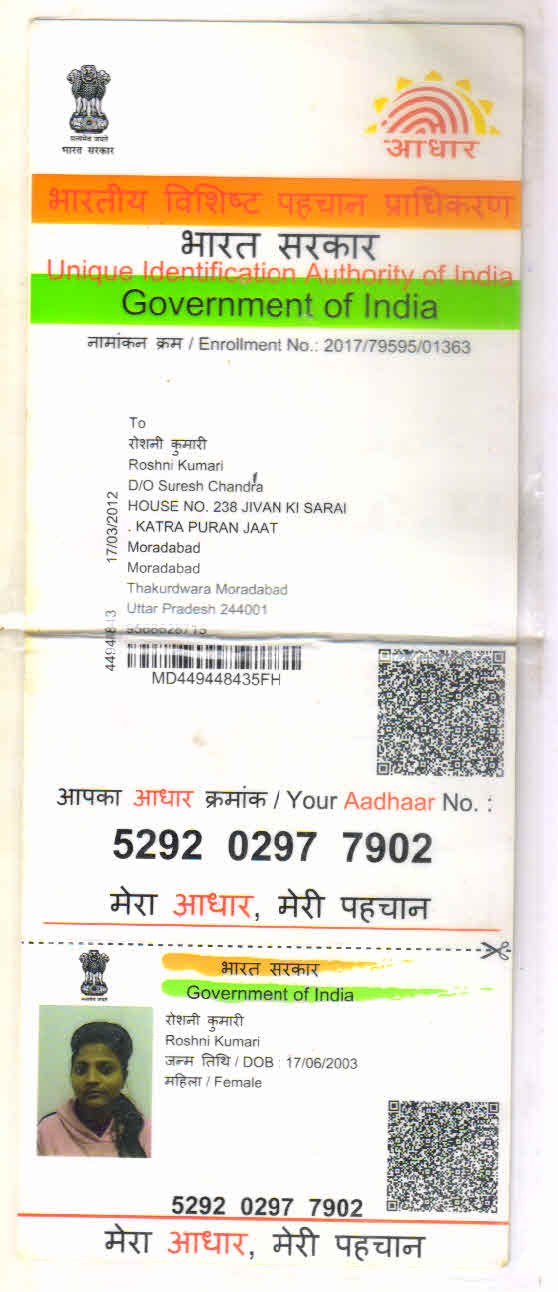 सत्यमेव जयते
भारत सरकार
आधार
भारतीय विशिष्ट पहचान प्राधिकरण
भारत सरकार
Unique Identification Authority of India
Government of India
नामांकन क्रम / Enrollment No.: 2017/79595/01363
To
रोशनी कुमारी
Roshni Kumari
D/O Suresh Chandra
HOUSE NO. 238 JIVAN KI SARAI
. KATRA PURAN JAAT
Moradabad
Moradabad
Thakurdwara Moradabad
Uttar Pradesh 244001
17/03/2012
MD449448435FH
आपका आधार क्रमांक / Your Aadhaar No. :
5292 0297 7902
मेरा आधार, मेरी पहचान
भारत सरकार
Government of India
रोशनी कुमारी
Roshni Kumari
जन्म तिथि / DOB : 17/06/2003
महिला / Female
5292 0297 7902
मेरा आधार, मेरी पहचान